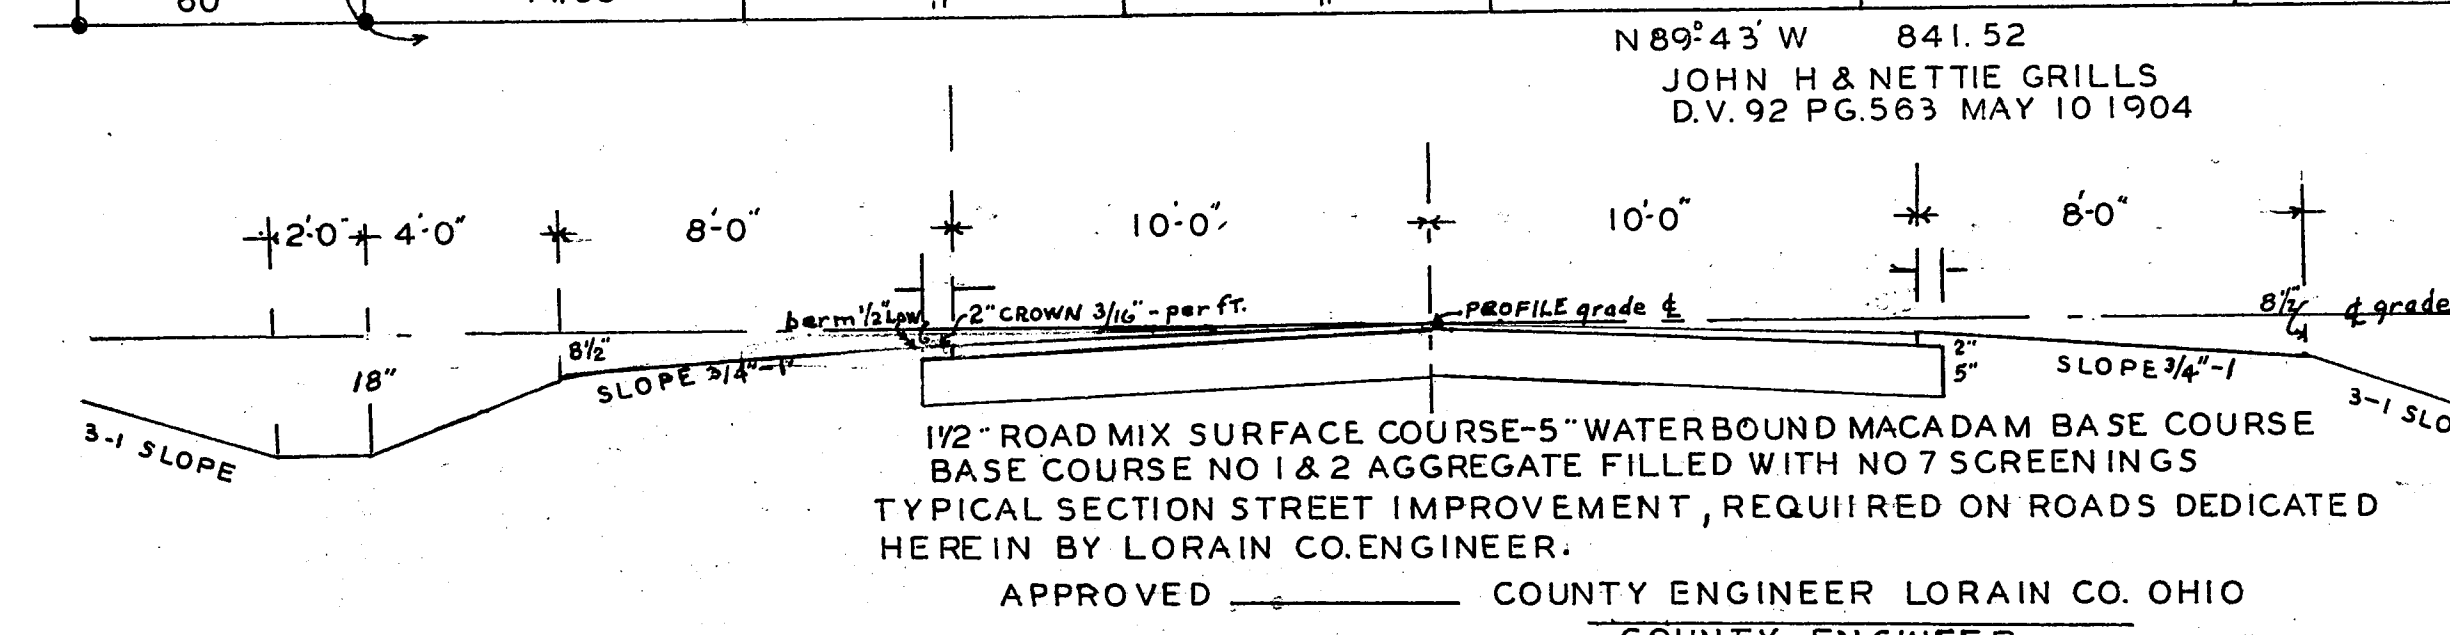 60
N 89° 43' W 841.52
JOHN H & NETTIE GRILLS
D.V. 92 PG. 563 MAY 10 1904
2'-0" 4'-0" 8'-0" 10'-0" 10'-0" 8'-0"
berm 1/2" Low 2" CROWN 3/16" - per ft. PROFILE grade ℄ 8 1/2" ℄ grade
8 1/2" 2"
18" SLOPE 3/4"-1" 5" SLOPE 3/4"-1
3-1 SLOPE 3-1 SLO
1 1/2" ROAD MIX SURFACE COURSE-5" WATERBOUND MACADAM BASE COURSE
BASE COURSE NO 1 & 2 AGGREGATE FILLED WITH NO 7 SCREENINGS
TYPICAL SECTION STREET IMPROVEMENT, REQUIIRED ON ROADS DEDICATED
HEREIN BY LORAIN CO. ENGINEER.
APPROVED COUNTY ENGINEER LORAIN CO. OHIO
COUNTY ENGINEER